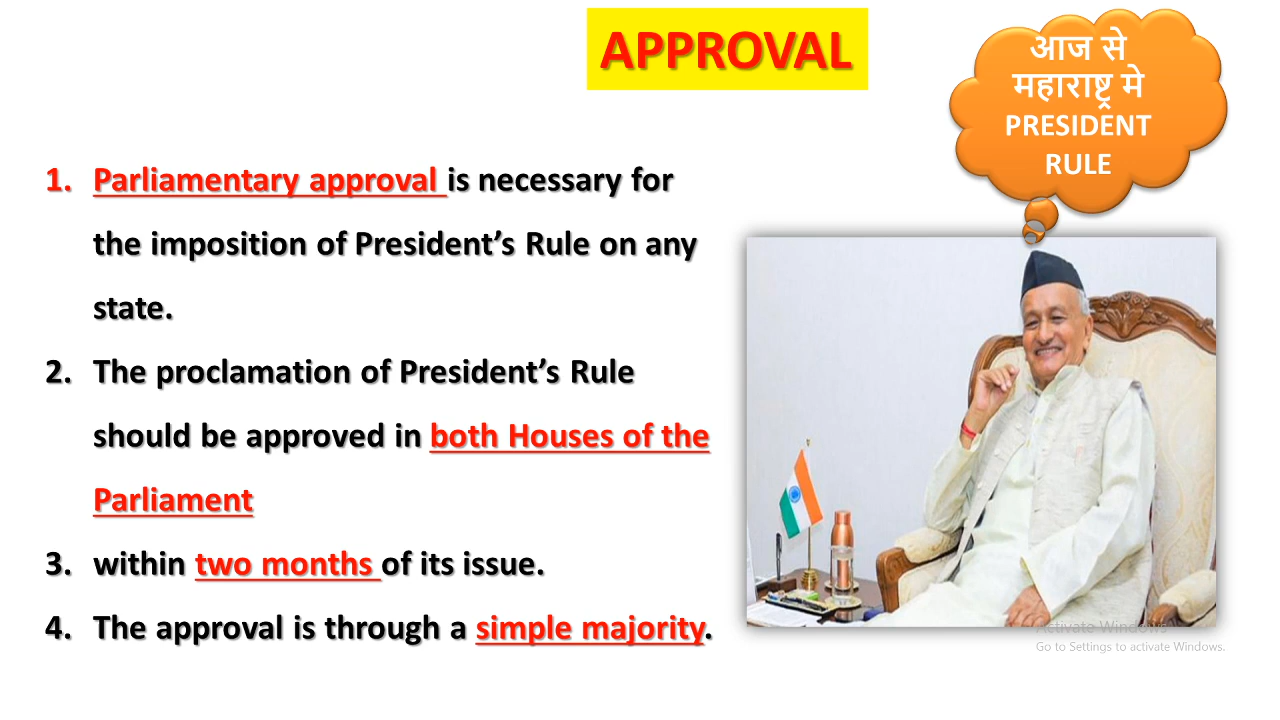 APPROVAL
आज से
महाराष्ट्र मे
PRESIDENT
RULE
1. Parliamentary approval is necessary for
the imposition of President’s Rule on any
state.
2. The proclamation of President’s Rule
should be approved in both Houses of the
Parliament
3. within two months of its issue.
4. The approval is through a simple majority.
Activate Windows
Go to Settings to activate Windows.